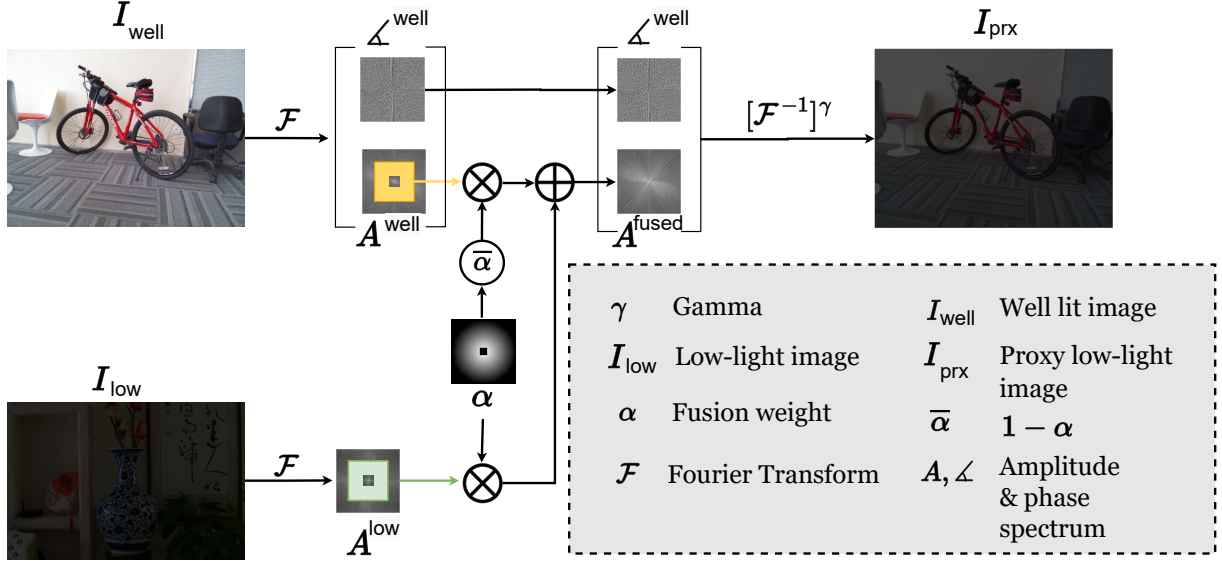 I_well
∡^well
∡^well
I_prx
𝓕
[𝓕^{-1}]^γ
A^well
A^fused
ᾱ
α
I_low
𝓕
A^low
γ Gamma
I_well Well lit image
I_low Low-light image
I_prx Proxy low-light
image
α Fusion weight
ᾱ 1 − α
𝓕 Fourier Transform
A, ∡ Amplitude
& phase
spectrum